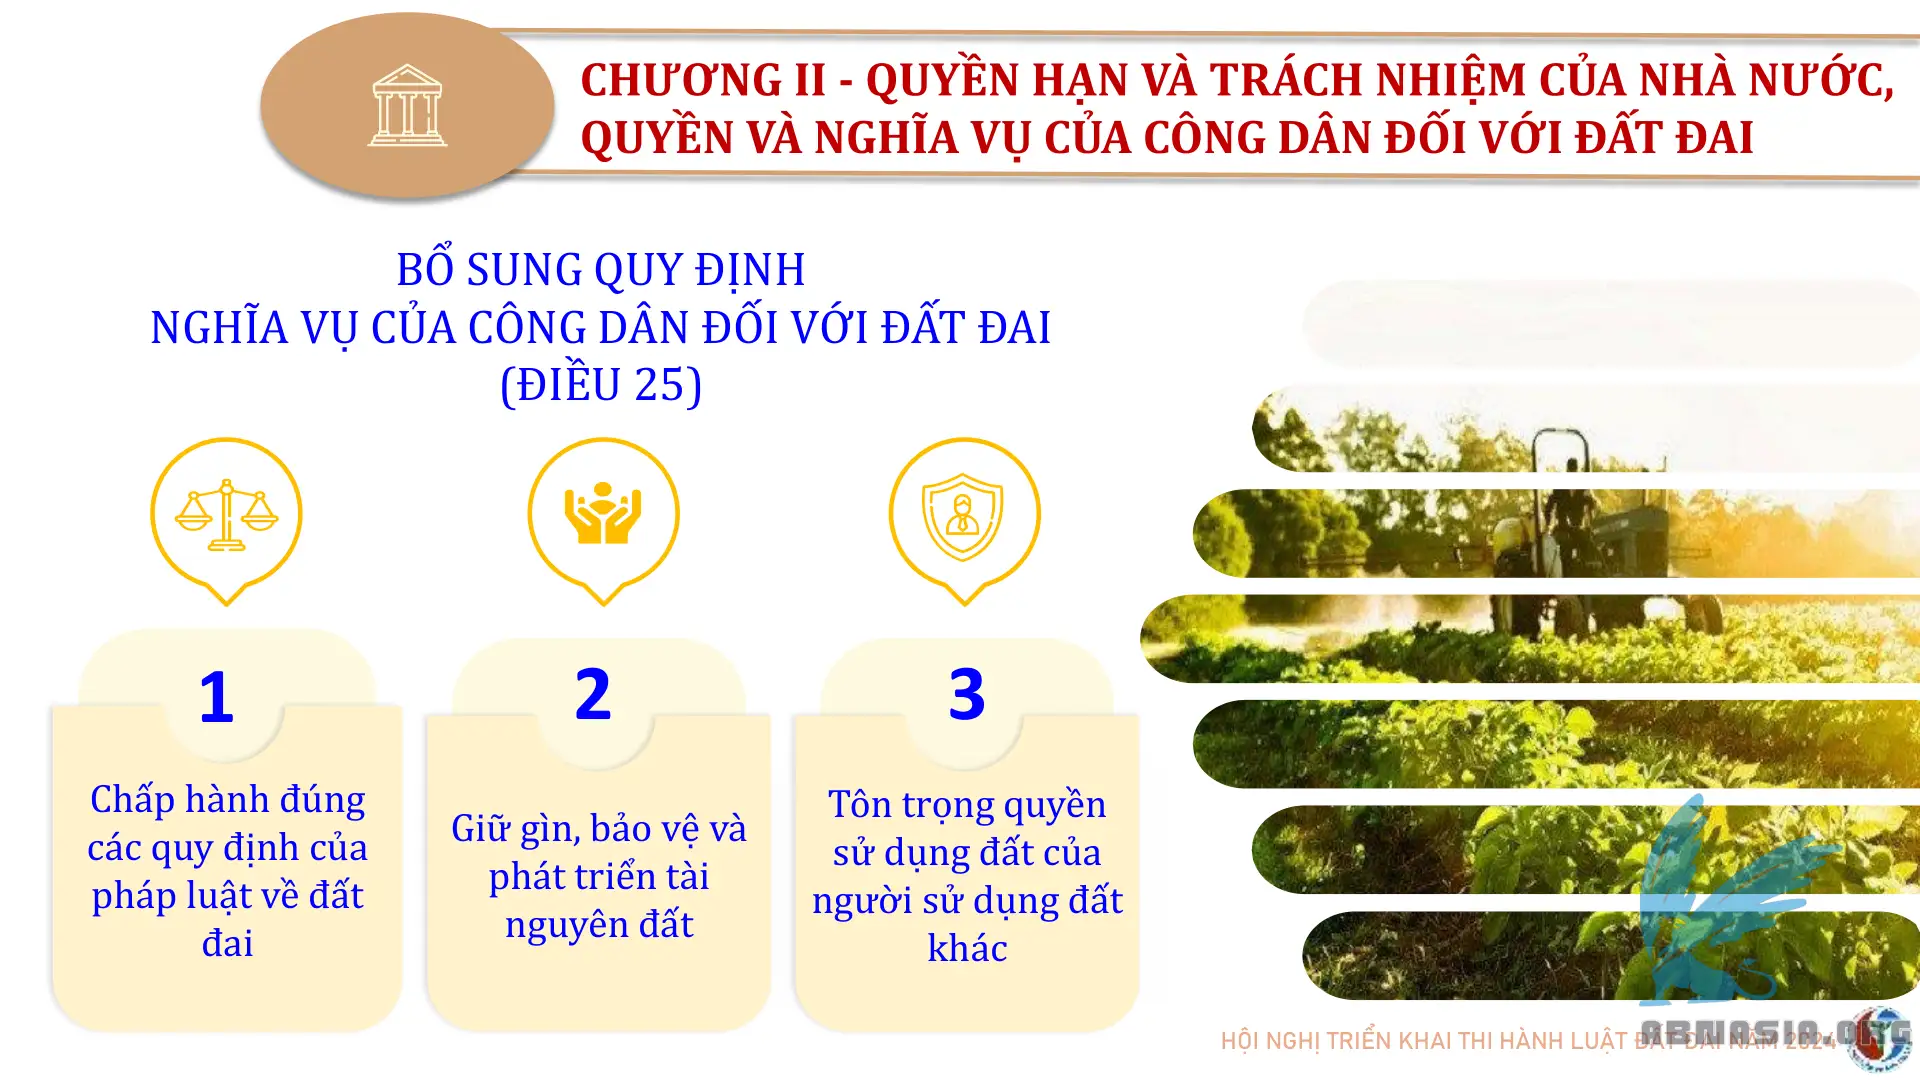 CHƯƠNG II - QUYỀN HẠN VÀ TRÁCH NHIỆM CỦA NHÀ NƯỚC,
QUYỀN VÀ NGHĨA VỤ CỦA CÔNG DÂN ĐỐI VỚI ĐẤT ĐAI
BỔ SUNG QUY ĐỊNH
NGHĨA VỤ CỦA CÔNG DÂN ĐỐI VỚI ĐẤT ĐAI
(ĐIỀU 25)
1
Chấp hành đúng
các quy định của
pháp luật về đất
đai
2
Giữ gìn, bảo vệ và
phát triển tài
nguyên đất
3
Tôn trọng quyền
sử dụng đất của
người sử dụng đất
khác
HỘI NGHỊ TRIỂN KHAI THI HÀNH LUẬT ĐẤT ĐAI NĂM 2024
ABMASIA.ORG